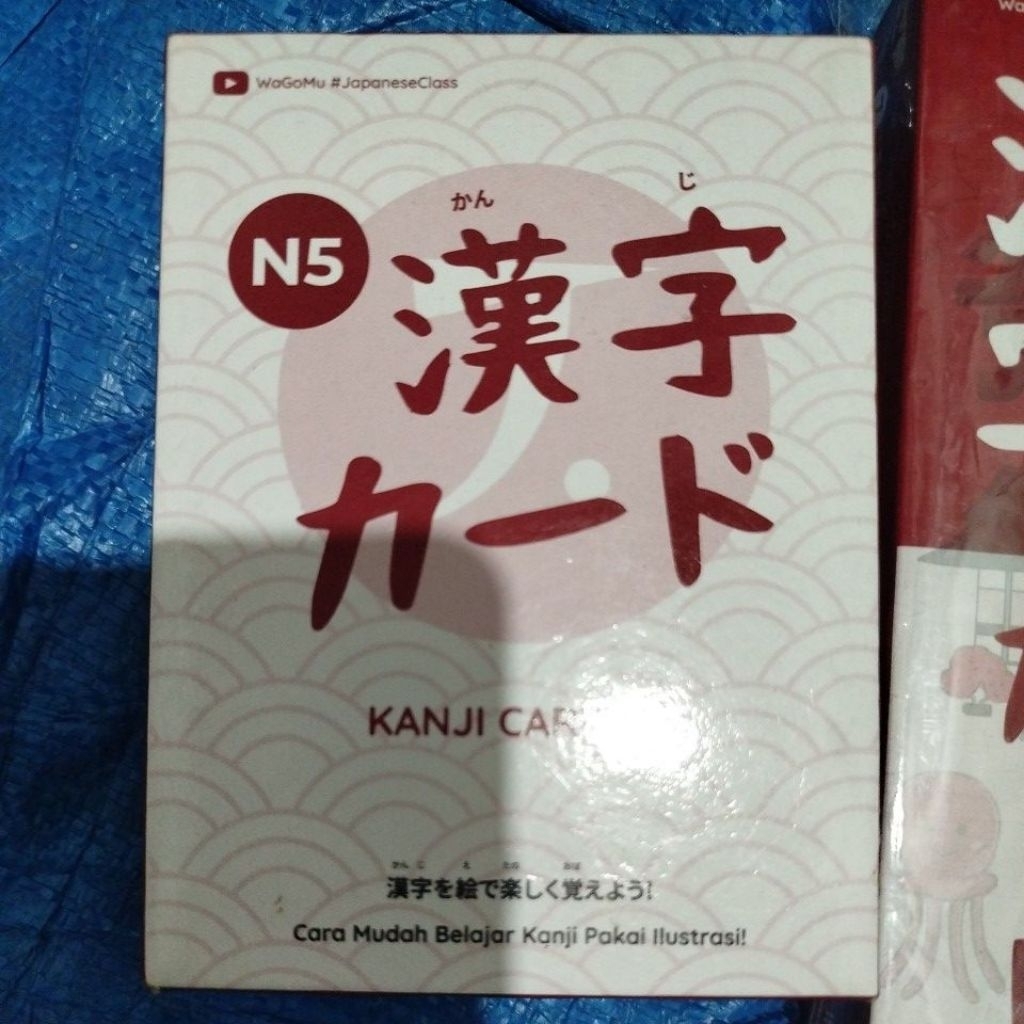 WaGoMu #JapaneseClass
N5
かん じ
漢字
カード
KANJI
かん じ え たの おぼ
漢字を絵で楽しく覚えよう!
Cara Mudah Belajar Kanji Pakai Ilustrasi!